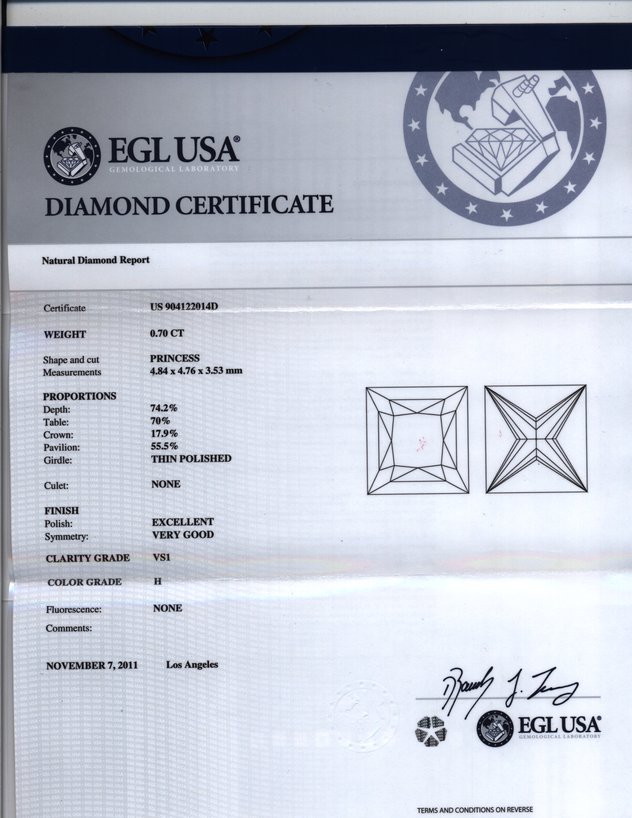 EGL USA®
GEMOLOGICAL LABORATORY
DIAMOND CERTIFICATE
Natural Diamond Report
Certificate US 904122014D
WEIGHT 0.70 CT
Shape and cut PRINCESS
Measurements 4.84 x 4.76 x 3.53 mm
PROPORTIONS
Depth: 74.2%
Table: 70%
Crown: 17.9%
Pavilion: 55.5%
Girdle: THIN POLISHED
Culet: NONE
FINISH
Polish: EXCELLENT
Symmetry: VERY GOOD
CLARITY GRADE VS1
COLOR GRADE H
Fluorescence: NONE
Comments:
NOVEMBER 7, 2011 Los Angeles
EGL USA®
GEMOLOGICAL LABORATORY
TERMS AND CONDITIONS ON REVERSE